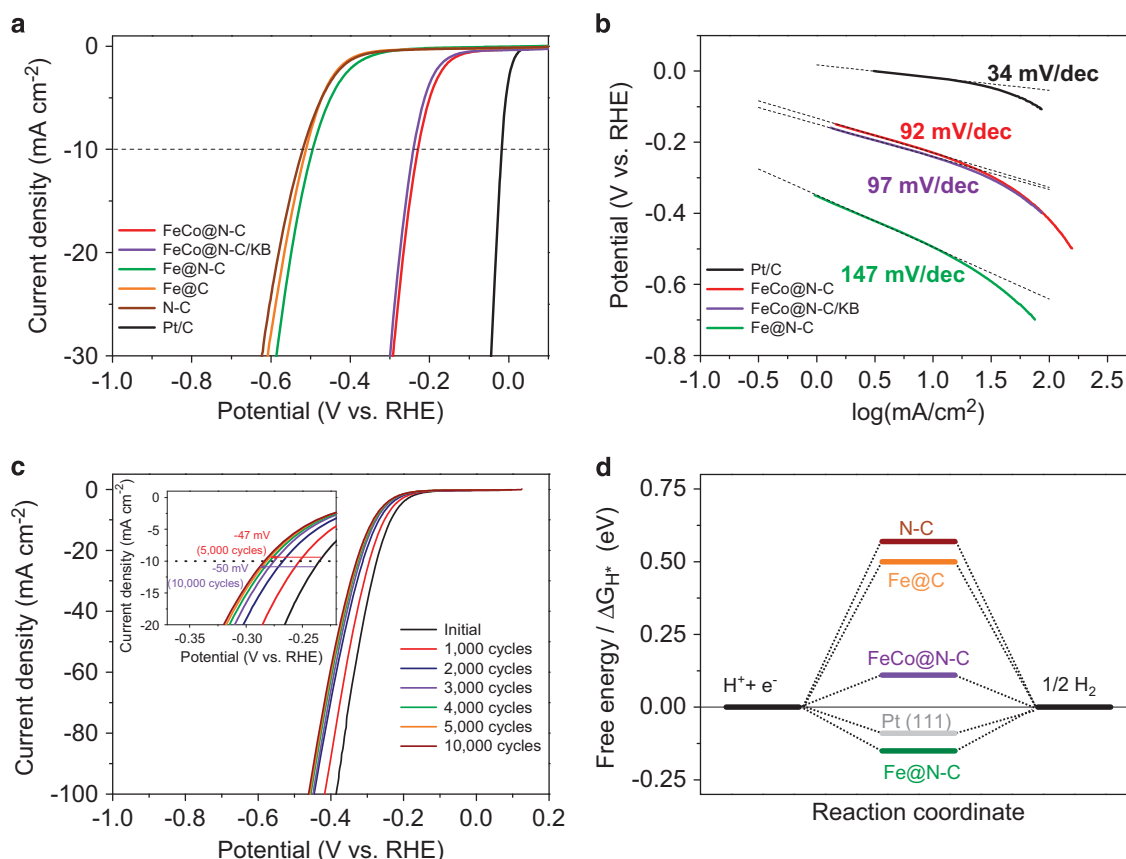 a
0
-10
-20
-30
Current density (mA cm⁻²)
FeCo@N-C
FeCo@N-C/KB
Fe@N-C
Fe@C
N-C
Pt/C
-1.0 -0.8 -0.6 -0.4 -0.2 0.0
Potential (V vs. RHE)
b
0.0
-0.2
-0.4
-0.6
-0.8
Potential (V vs. RHE)
34 mV/dec
92 mV/dec
97 mV/dec
147 mV/dec
Pt/C
FeCo@N-C
FeCo@N-C/KB
Fe@N-C
-1.0 -0.5 0.0 0.5 1.0 1.5 2.0 2.5
log(mA/cm²)
c
0
-20
-40
-60
-80
-100
Current density (mA cm⁻²)
0
-5
-10
-15
-20
Current density (mA cm⁻²)
-47 mV
(5,000 cycles)
-50 mV
(10,000 cycles)
-0.35 -0.30 -0.25
Potential (V vs. RHE)
Initial
1,000 cycles
2,000 cycles
3,000 cycles
4,000 cycles
5,000 cycles
10,000 cycles
-1.0 -0.8 -0.6 -0.4 -0.2 0.0 0.2
Potential (V vs. RHE)
d
0.75
0.50
0.25
0.00
-0.25
Free energy / ΔG_H* (eV)
N-C
Fe@C
FeCo@N-C
H⁺+ e⁻
1/2 H₂
Pt (111)
Fe@N-C
Reaction coordinate